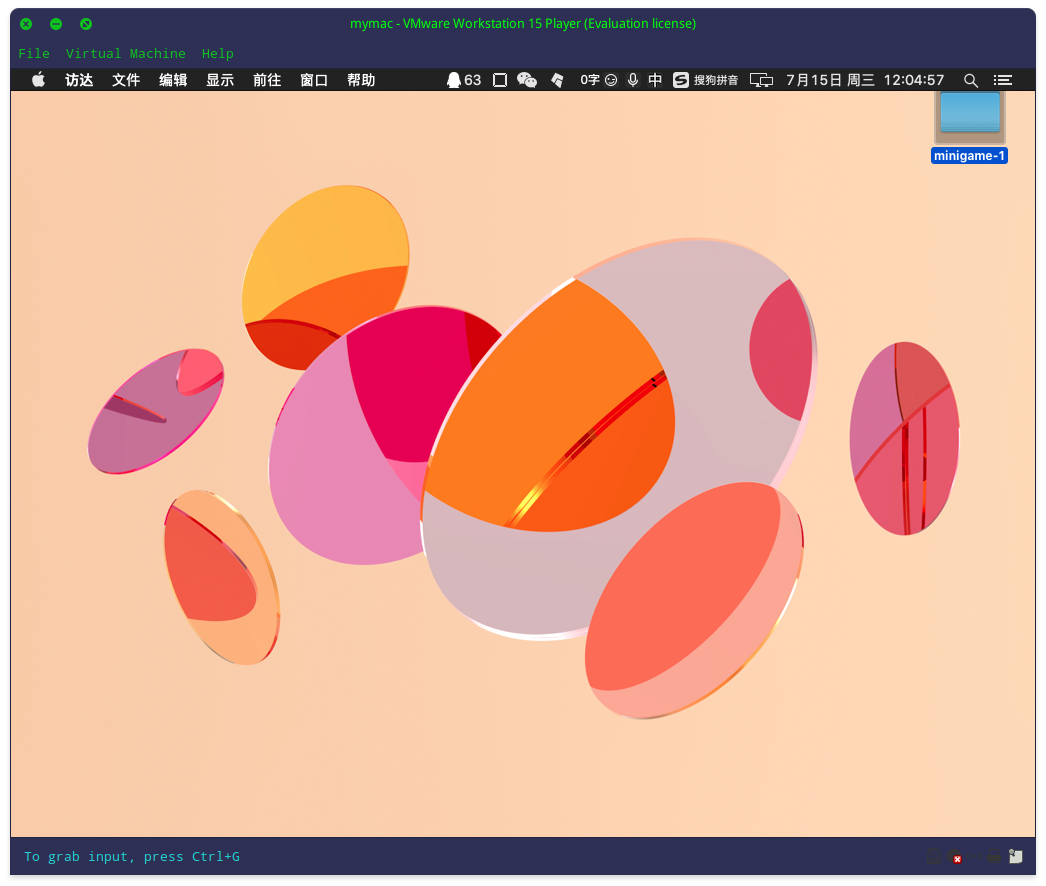 mymac - VMware Workstation 15 Player (Evaluation license)
File Virtual Machine Help
访达 文件 编辑 显示 前往 窗口 帮助 63 0字 中 S 搜狗拼音 7月15日 周三 12:04:57
minigame-1
To grab input, press Ctrl+G